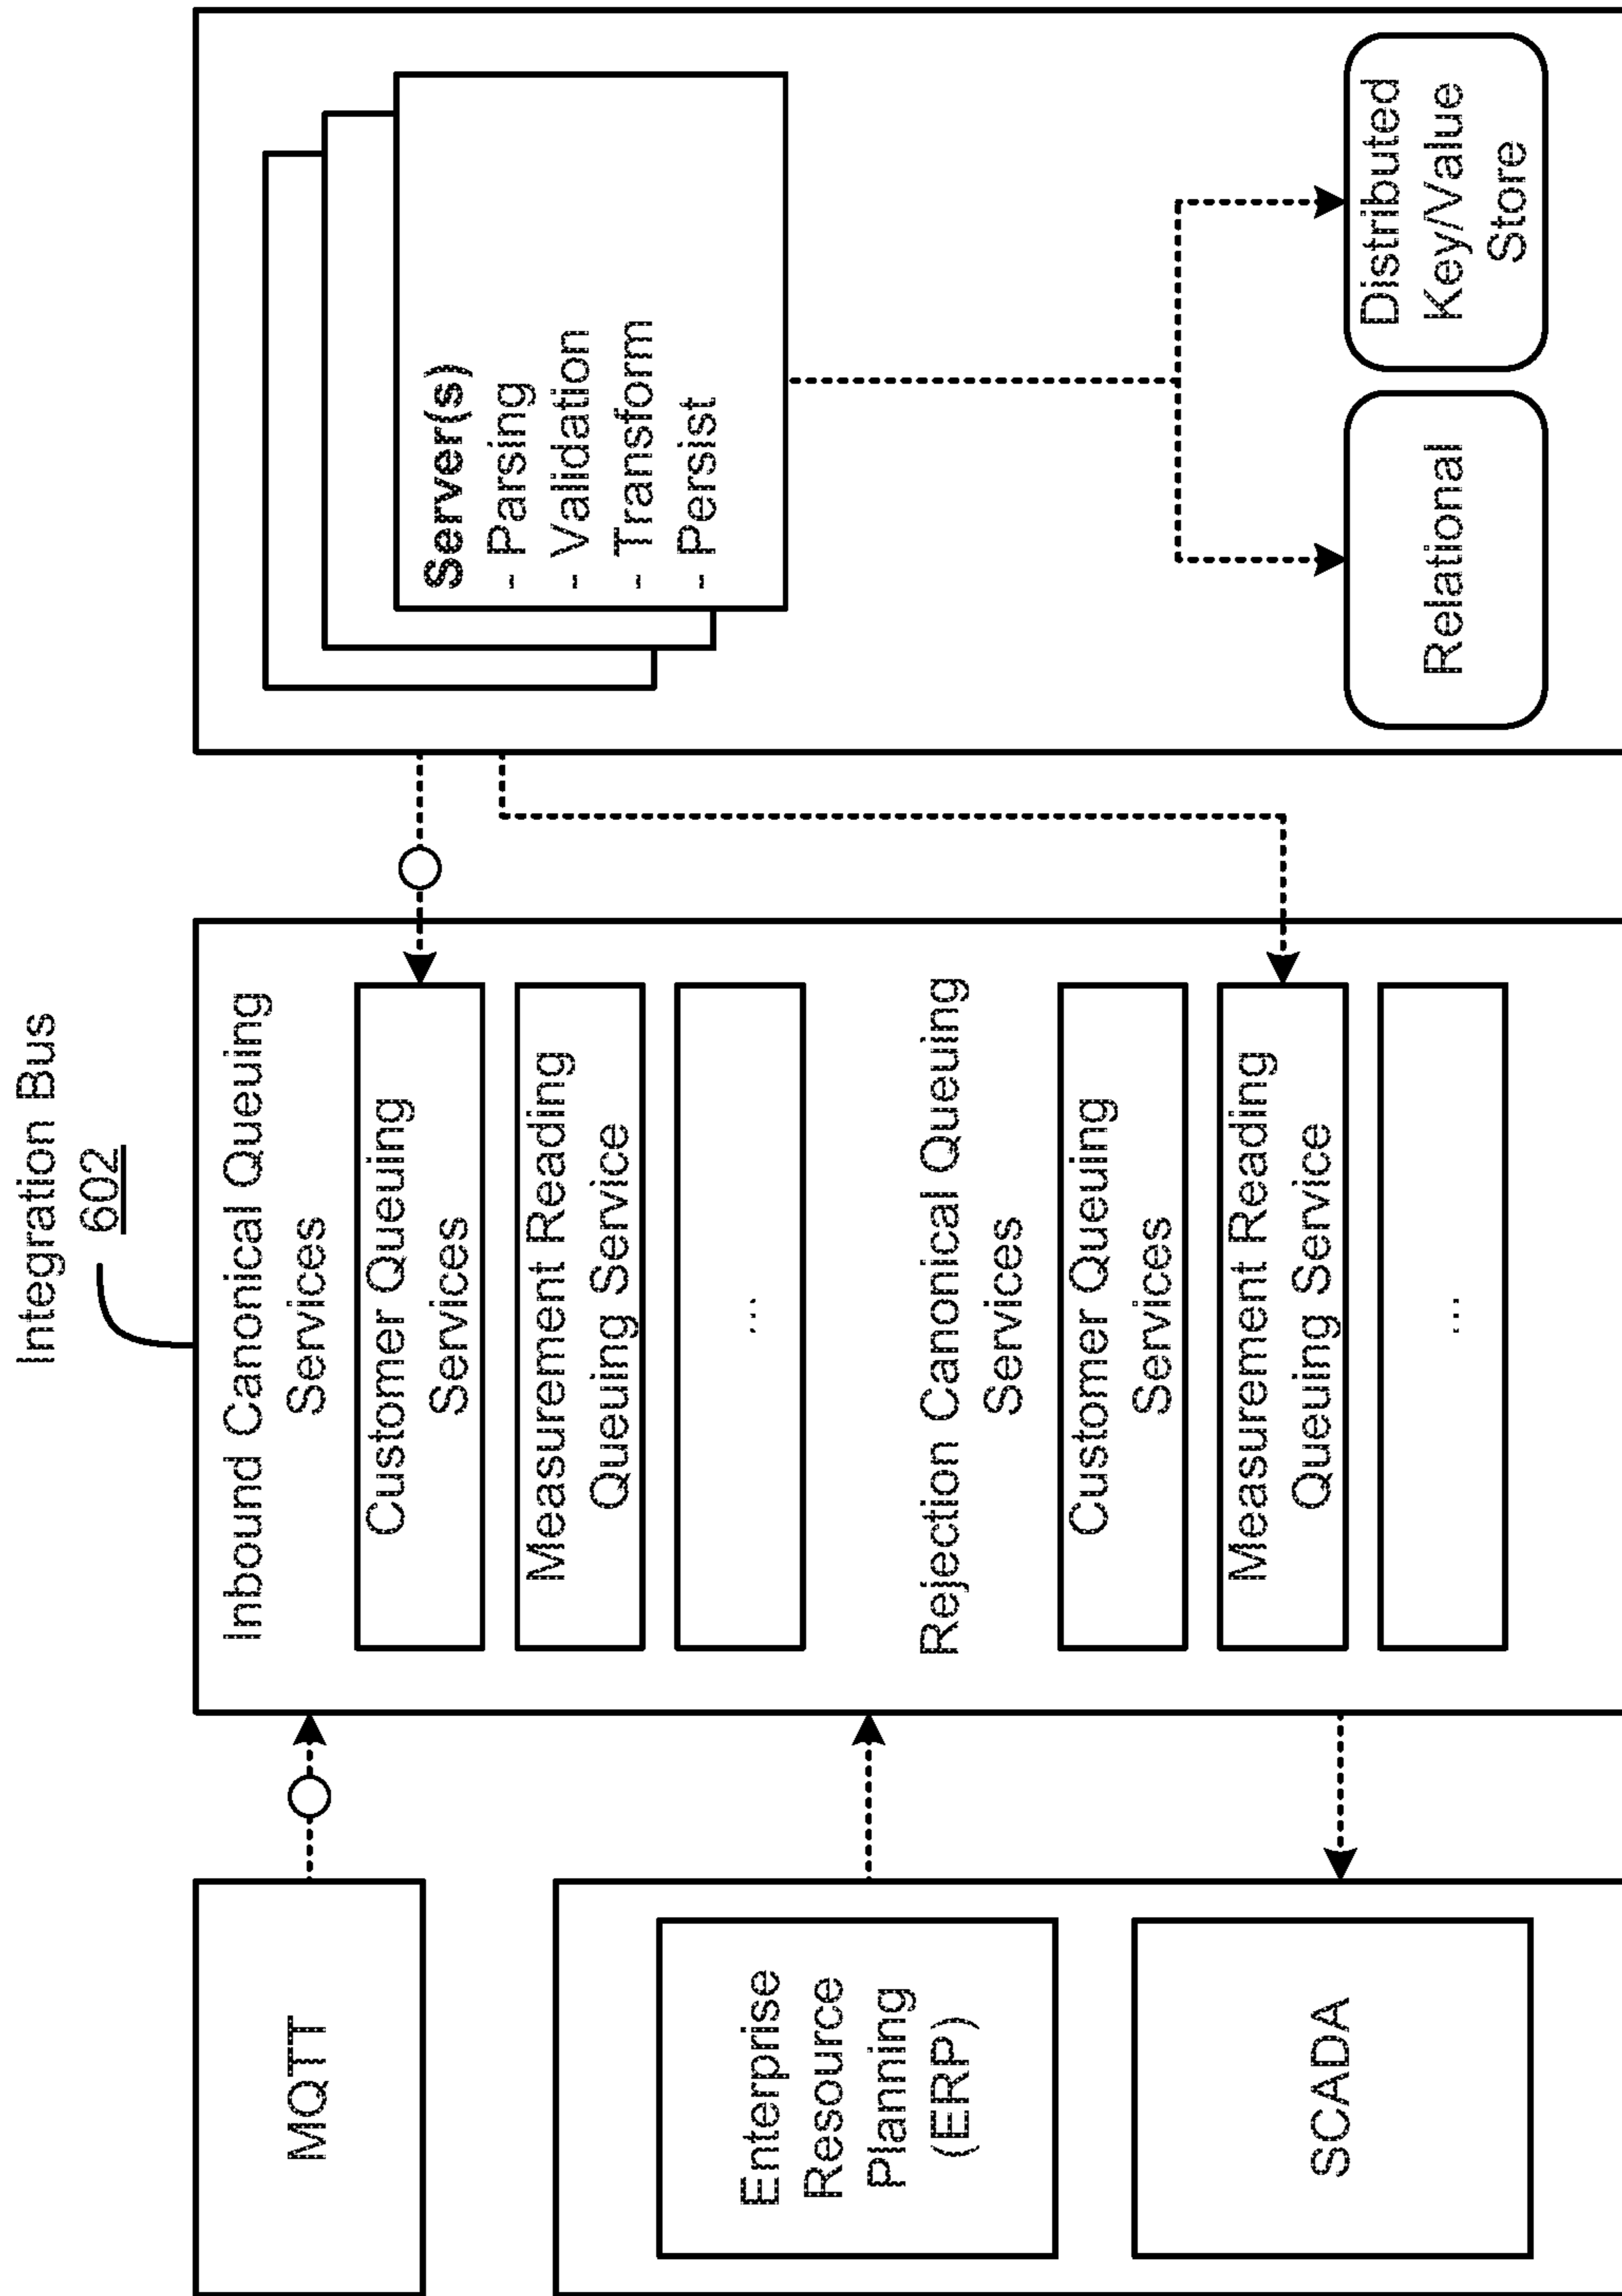 Integration Bus
602
MQTT
Enterprise
Resource
Planning
(ERP)
SCADA
Inbound Canonical Queuing
Services
Customer Queuing
Services
Measurement Reading
Queuing Service
...
Rejection Canonical Queuing
Services
Customer Queuing
Services
Measurement Reading
Queuing Service
...
Server(s)
- Parsing
- Validation
- Transform
- Persist
Relational
Distributed
Key/Value
Store